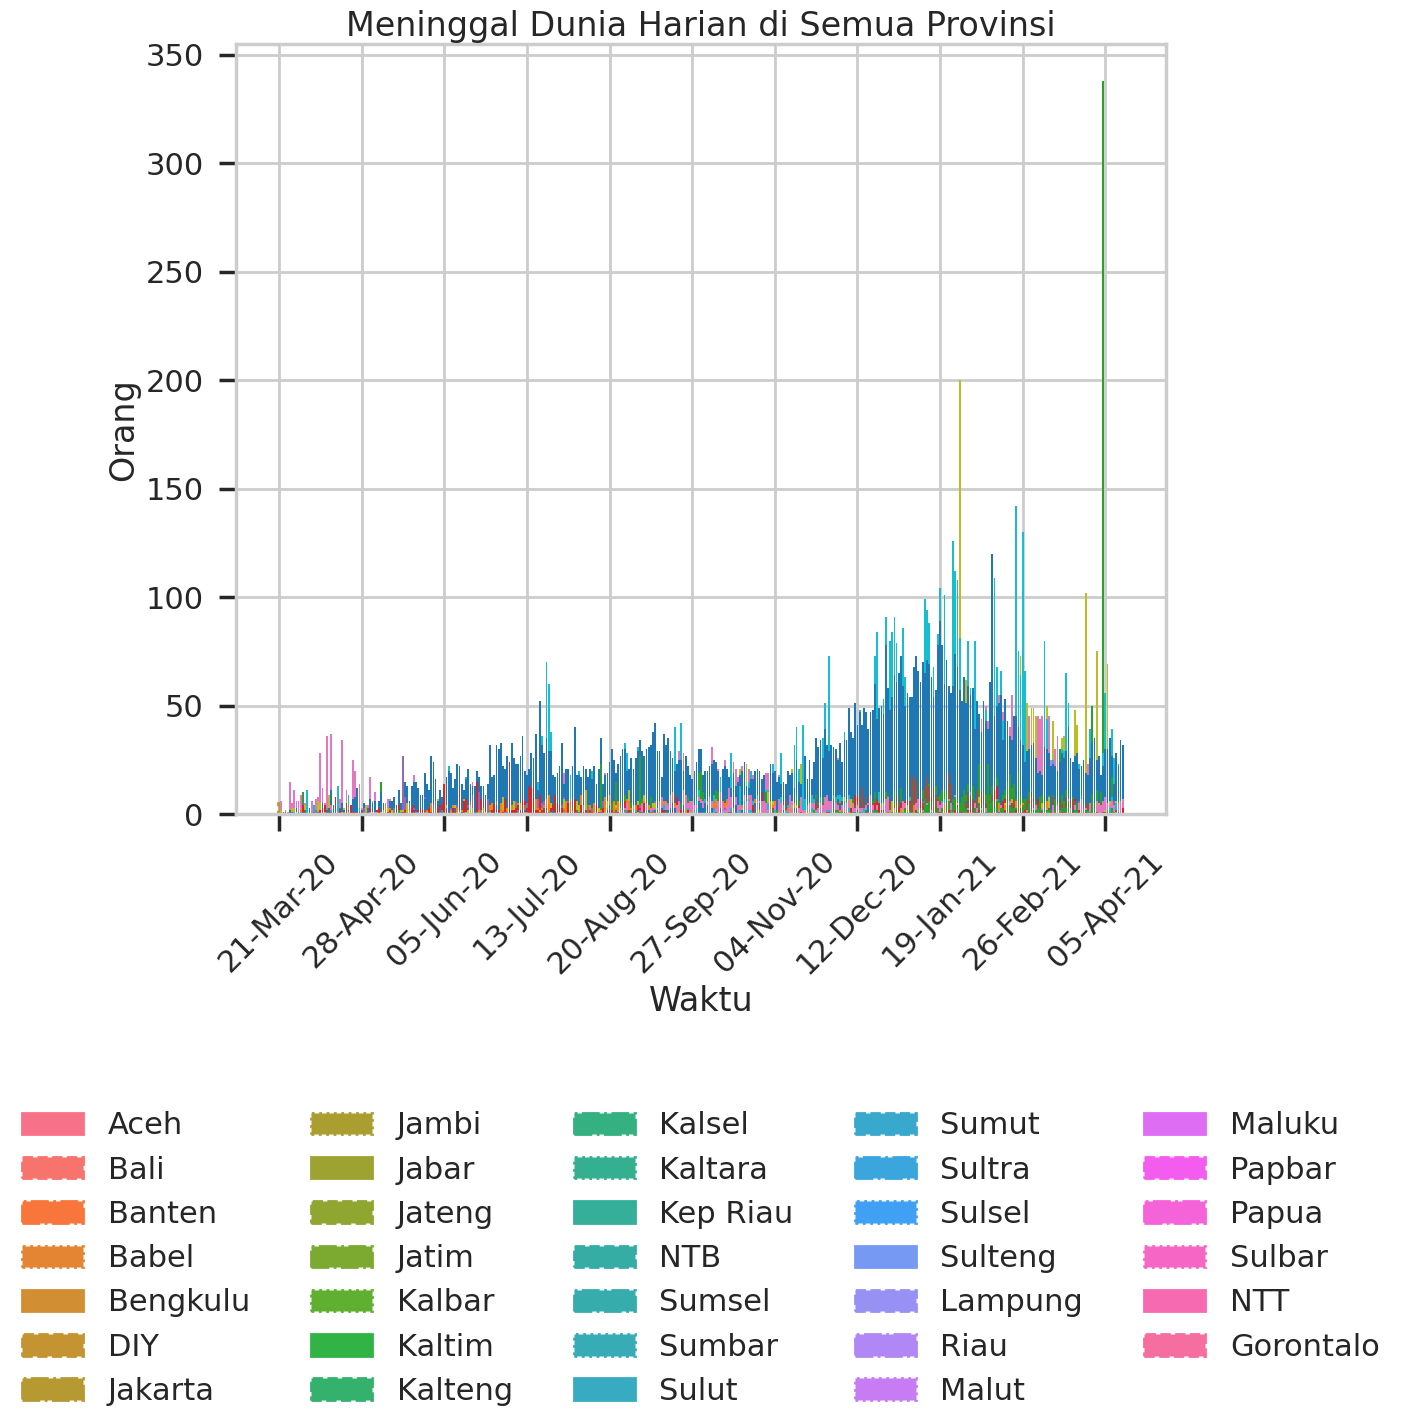 Meninggal Dunia Harian di Semua Provinsi
350
300
250
200
150
100
50
0
Orang
21-Mar-20
28-Apr-20
05-Jun-20
13-Jul-20
20-Aug-20
27-Sep-20
04-Nov-20
12-Dec-20
19-Jan-21
26-Feb-21
05-Apr-21
Waktu
Aceh
Bali
Banten
Babel
Bengkulu
DIY
Jakarta
Jambi
Jabar
Jateng
Jatim
Kalbar
Kaltim
Kalteng
Kalsel
Kaltara
Kep Riau
NTB
Sumsel
Sumbar
Sulut
Sumut
Sultra
Sulsel
Sulteng
Lampung
Riau
Malut
Maluku
Papbar
Papua
Sulbar
NTT
Gorontalo